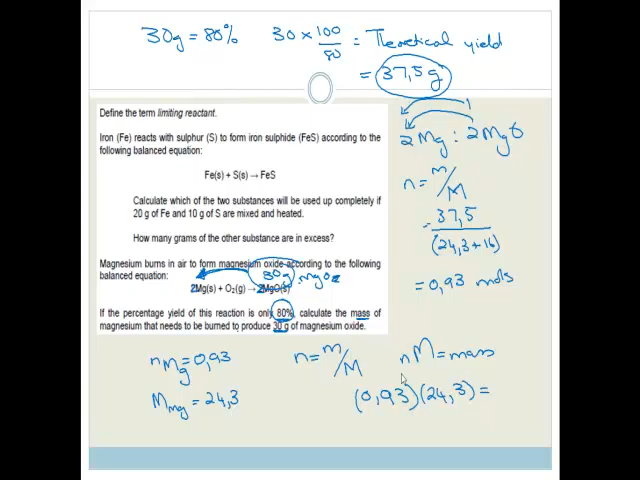 30g = 80%
30 × 100/80 = Theoretical yield
= 37,5 g
Define the term limiting reactant.
Iron (Fe) reacts with sulphur (S) to form iron sulphide (FeS) according to the
following balanced equation:
Fe(s) + S(s) → FeS
Calculate which of the two substances will be used up completely if
20 g of Fe and 10 g of S are mixed and heated.
How many grams of the other substance are in excess?
Magnesium burns in air to form magnesium oxide according to the following
balanced equation:
2Mg(s) + O₂(g) → 2MgO(s)
If the percentage yield of this reaction is only 80%, calculate the mass of
magnesium that needs to be burned to produce 30 g of magnesium oxide.
2Mg : 2MgO
n = m/M
= 37,5
(24,3+16)
= 0,93 mols
nMg = 0,93
MMg = 24,3
n = m/M
nM = mass
(0,93)(24,3) =